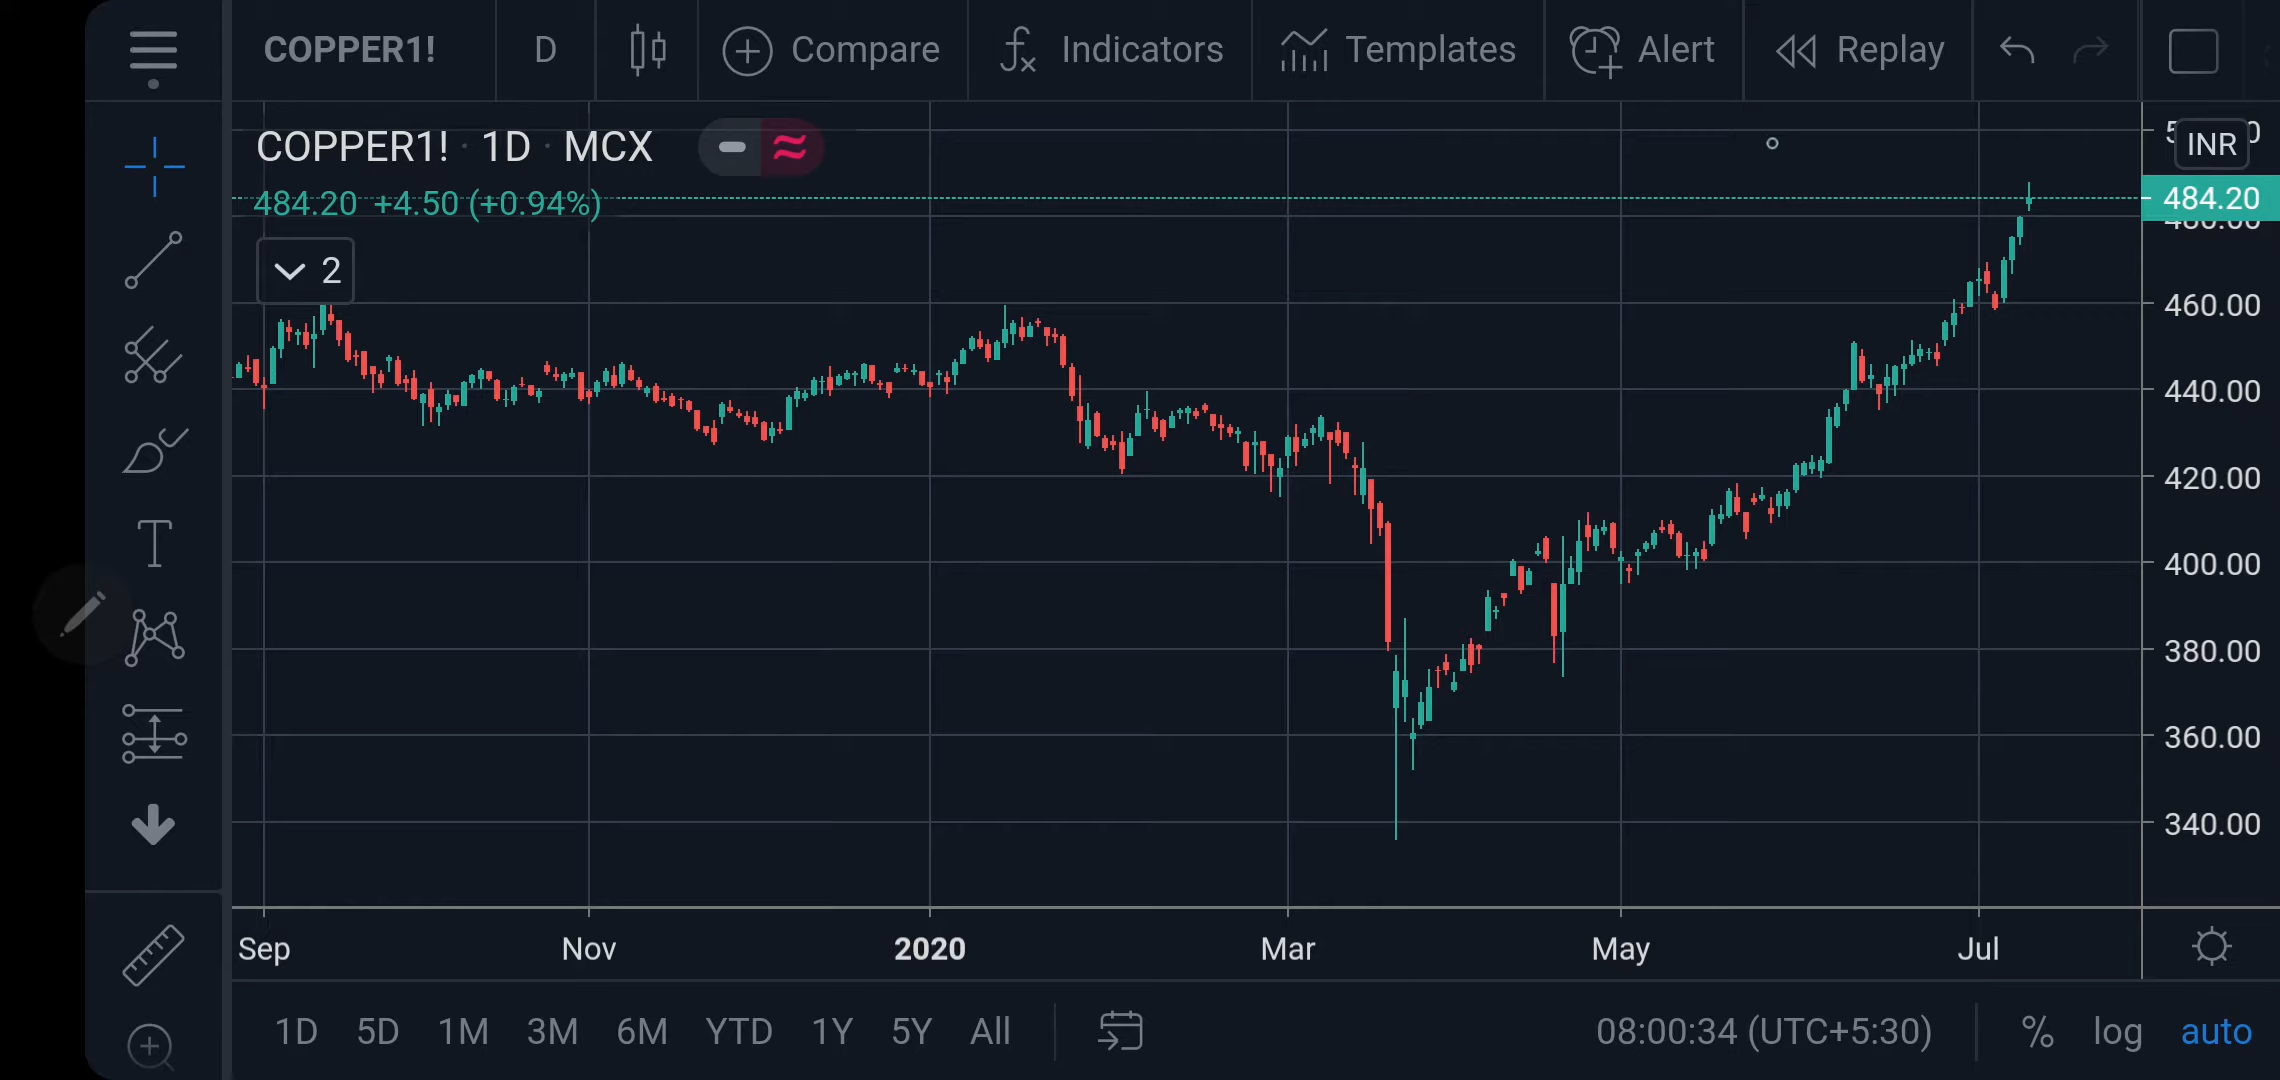 COPPER1! D Compare Indicators Templates Alert Replay
COPPER1! · 1D · MCX
484.20 +4.50 (+0.94%)
2
INR
484.20
480.00
460.00
440.00
420.00
400.00
380.00
360.00
340.00
Sep Nov 2020 Mar May Jul
1D 5D 1M 3M 6M YTD 1Y 5Y All 08:00:34 (UTC+5:30) % log auto